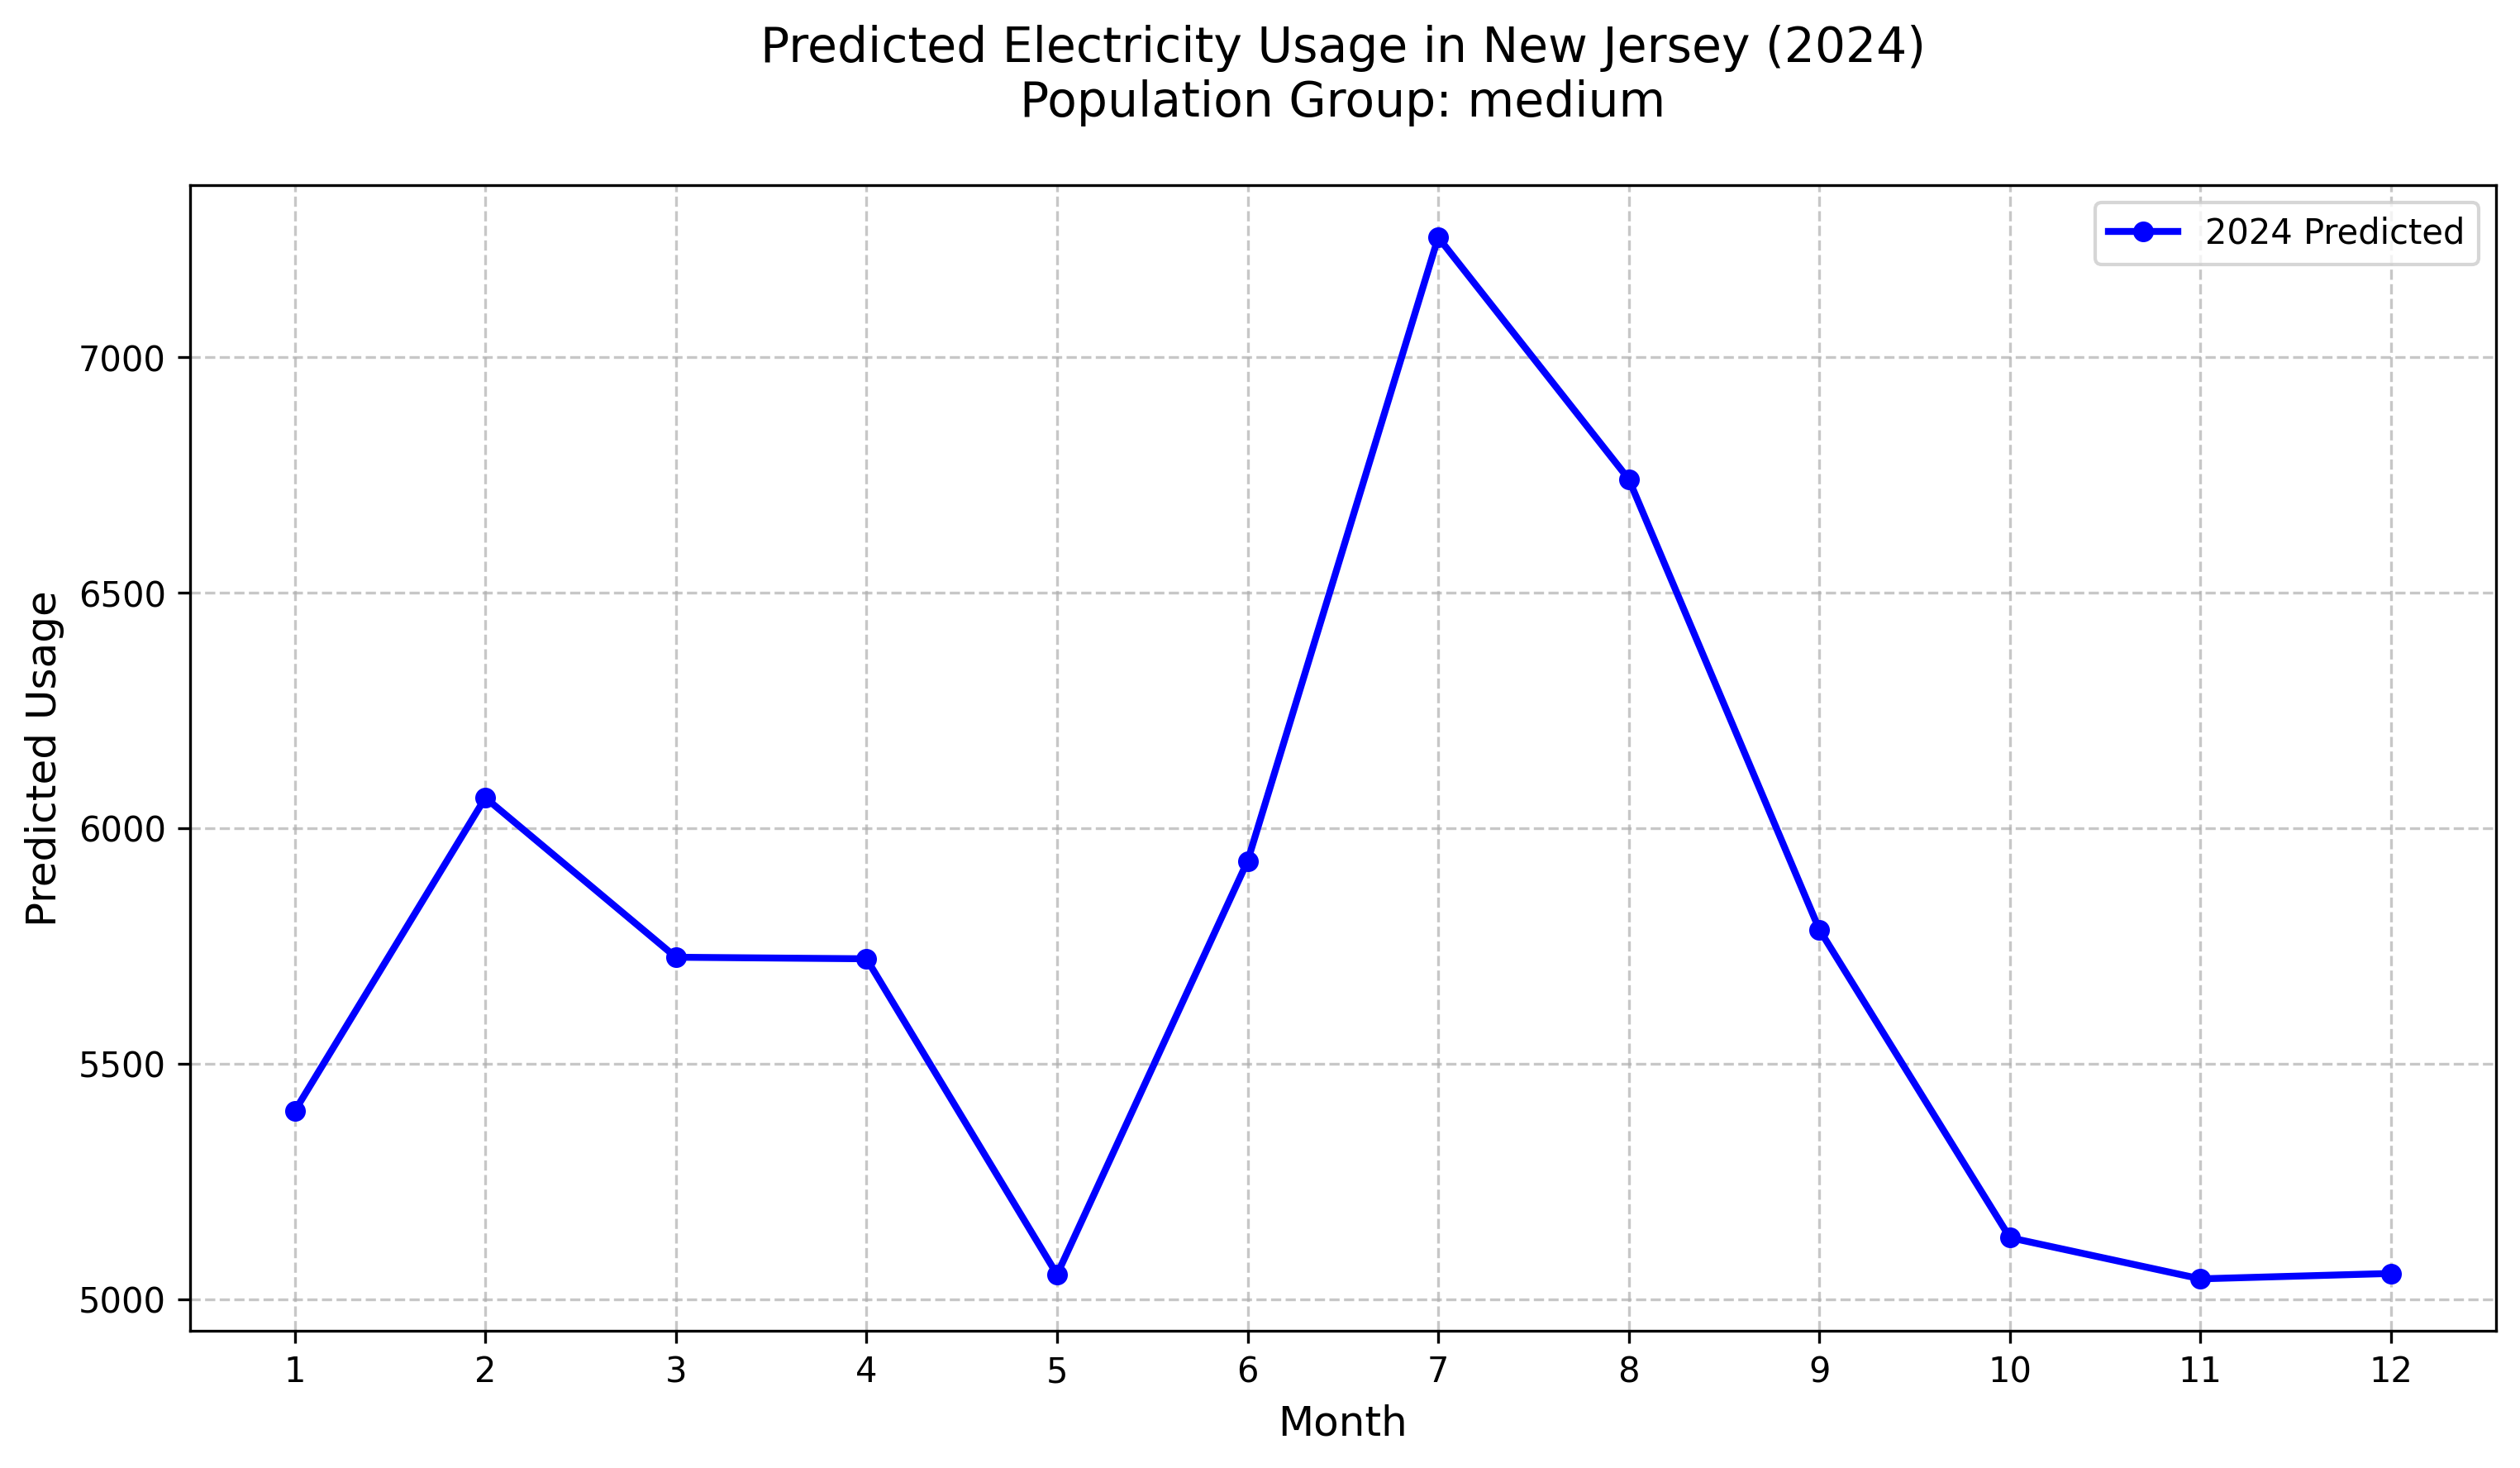 Predicted Electricity Usage in New Jersey (2024)
Population Group: medium
2024 Predicted
Predicted Usage
7000
6500
6000
5500
5000
1 2 3 4 5 6 7 8 9 10 11 12
Month